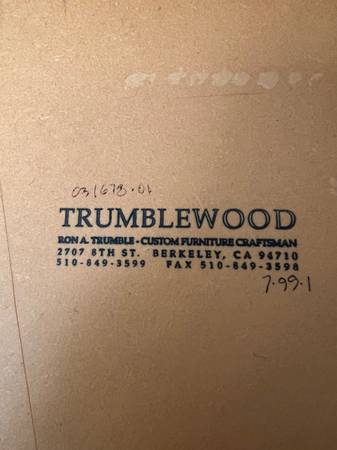 031678.01
TRUMBLEWOOD
RON A. TRUMBLE - CUSTOM FURNITURE CRAFTSMAN
2707 8TH ST. BERKELEY, CA 94710
510-849-3599 FAX 510-849-3598
7.99.1